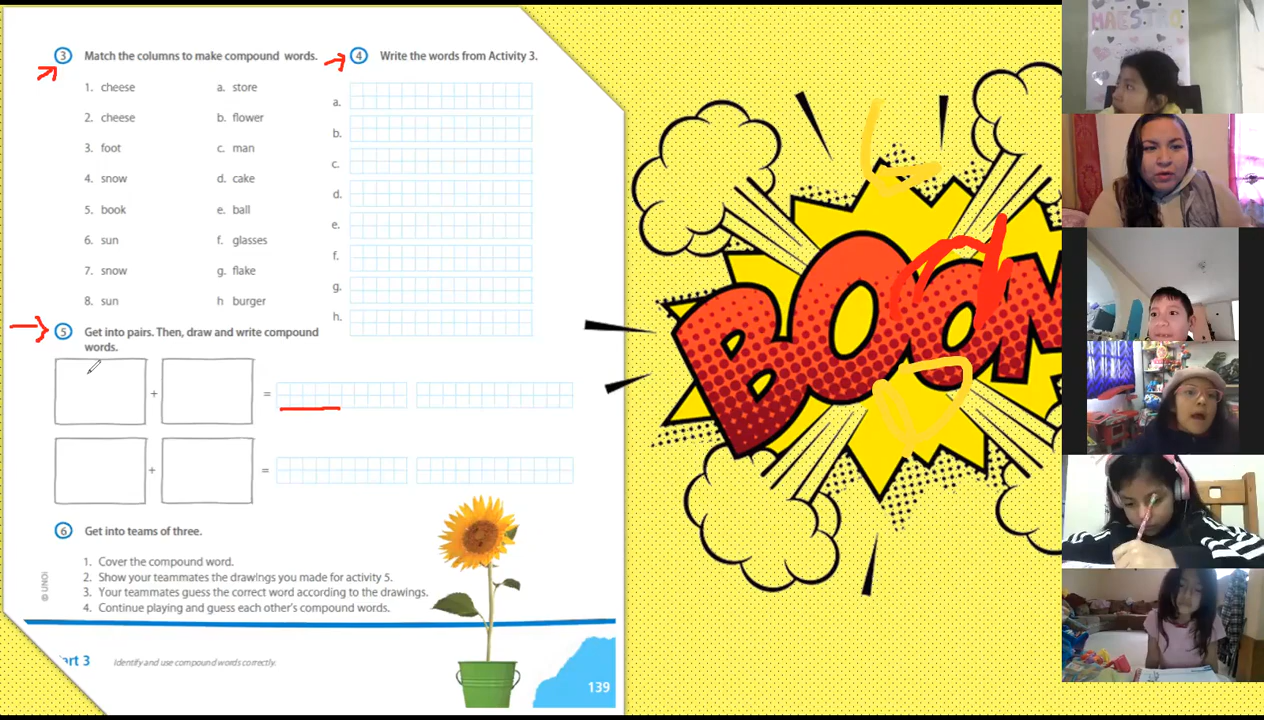 3 Match the columns to make compound words.
1. cheese a. store
2. cheese b. flower
3. foot c. man
4. snow d. cake
5. book e. ball
6. sun f. glasses
7. snow g. flake
8. sun h burger
4 Write the words from Activity 3.
a.
b.
c.
d.
e.
f.
g.
h.
5 Get into pairs. Then, draw and write compound
words.
+ =
+ =
6 Get into teams of three.
1. Cover the compound word.
2. Show your teammates the drawings you made for activity 5.
3. Your teammates guess the correct word according to the drawings.
4. Continue playing and guess each other's compound words.
© UNOI
art 3 Identify and use compound words correctly.
139
BOOM
MAESTRO